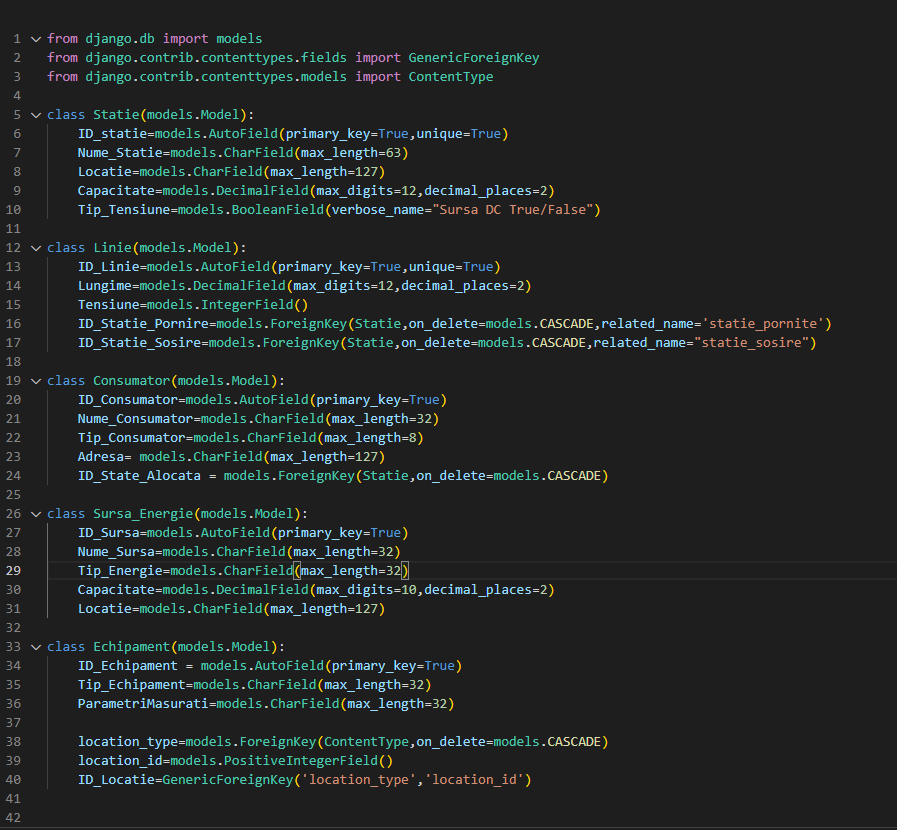 1 from django.db import models
2 from django.contrib.contenttypes.fields import GenericForeignKey
3 from django.contrib.contenttypes.models import ContentType
4
5 class Statie(models.Model):
6     ID_statie=models.AutoField(primary_key=True,unique=True)
7     Nume_Statie=models.CharField(max_length=63)
8     Locatie=models.CharField(max_length=127)
9     Capacitate=models.DecimalField(max_digits=12,decimal_places=2)
10     Tip_Tensiune=models.BooleanField(verbose_name="Sursa DC True/False")
11
12 class Linie(models.Model):
13     ID_Linie=models.AutoField(primary_key=True,unique=True)
14     Lungime=models.DecimalField(max_digits=12,decimal_places=2)
15     Tensiune=models.IntegerField()
16     ID_Statie_Pornire=models.ForeignKey(Statie,on_delete=models.CASCADE,related_name='statie_pornite')
17     ID_Statie_Sosire=models.ForeignKey(Statie,on_delete=models.CASCADE,related_name="statie_sosire")
18
19 class Consumator(models.Model):
20     ID_Consumator=models.AutoField(primary_key=True)
21     Nume_Consumator=models.CharField(max_length=32)
22     Tip_Consumator=models.CharField(max_length=8)
23     Adresa= models.CharField(max_length=127)
24     ID_State_Alocata = models.ForeignKey(Statie,on_delete=models.CASCADE)
25
26 class Sursa_Energie(models.Model):
27     ID_Sursa=models.AutoField(primary_key=True)
28     Nume_Sursa=models.CharField(max_length=32)
29     Tip_Energie=models.CharField(max_length=32)
30     Capacitate=models.DecimalField(max_digits=10,decimal_places=2)
31     Locatie=models.CharField(max_length=127)
32
33 class Echipament(models.Model):
34     ID_Echipament = models.AutoField(primary_key=True)
35     Tip_Echipament=models.CharField(max_length=32)
36     ParametriMasurati=models.CharField(max_length=32)
37
38     location_type=models.ForeignKey(ContentType,on_delete=models.CASCADE)
39     location_id=models.PositiveIntegerField()
40     ID_Locatie=GenericForeignKey('location_type','location_id')
41
42